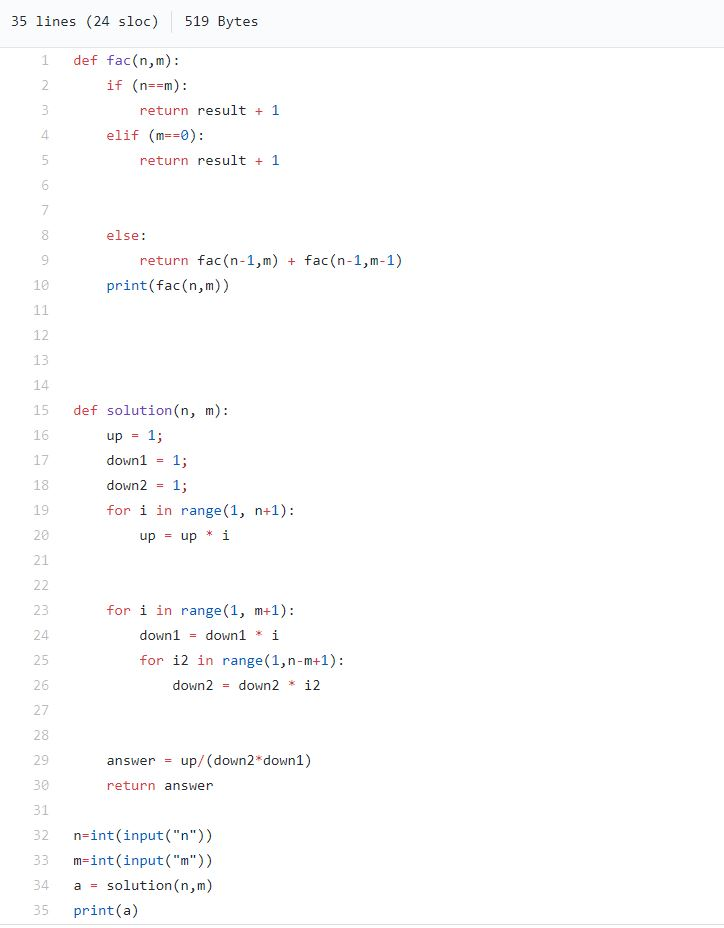 35 lines (24 sloc) 519 Bytes
1 def fac(n,m):
2     if (n==m):
3         return result + 1
4     elif (m==0):
5         return result + 1
6
7
8     else:
9         return fac(n-1,m) + fac(n-1,m-1)
10     print(fac(n,m))
11
12
13
14
15 def solution(n, m):
16     up = 1;
17     down1 = 1;
18     down2 = 1;
19     for i in range(1, n+1):
20         up = up * i
21
22
23     for i in range(1, m+1):
24         down1 = down1 * i
25         for i2 in range(1,n-m+1):
26             down2 = down2 * i2
27
28
29     answer = up/(down2*down1)
30     return answer
31
32 n=int(input("n"))
33 m=int(input("m"))
34 a = solution(n,m)
35 print(a)